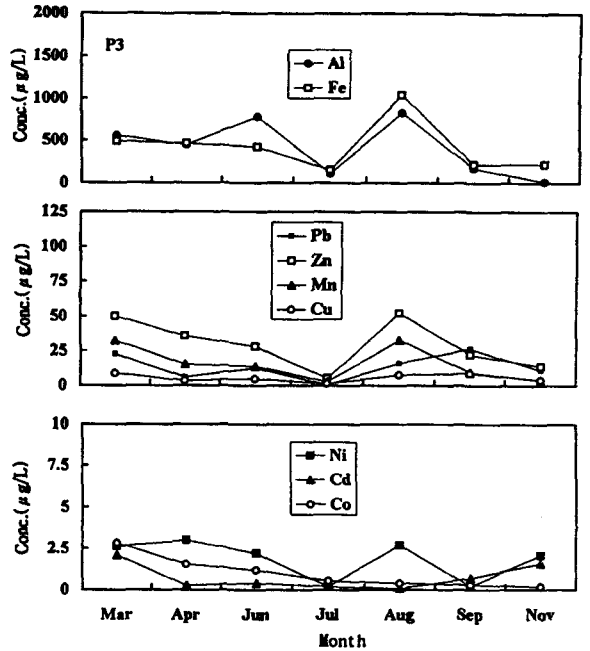 2000
P3
1500
Al
Fe
1000
500
0
Conc.(μg/L)
125
Pb
100
Zn
75
Mn
Cu
50
25
0
Conc.(μg/L)
10
Ni
7.5
Cd
Co
5
2.5
0
Conc.(μg/L)
Mar Apr Jun Jul Aug Sep Nov
Month